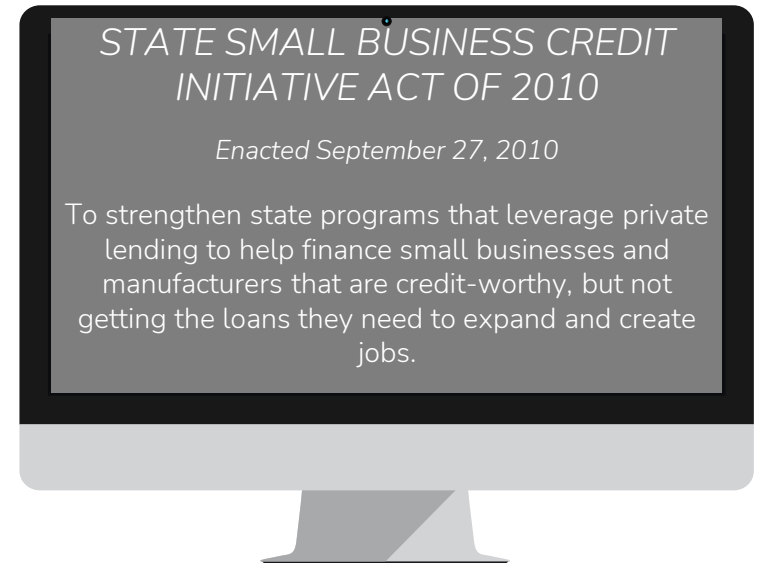 STATE SMALL BUSINESS CREDIT
INITIATIVE ACT OF 2010
Enacted September 27, 2010
To strengthen state programs that leverage private
lending to help finance small businesses and
manufacturers that are credit-worthy, but not
getting the loans they need to expand and create
jobs.